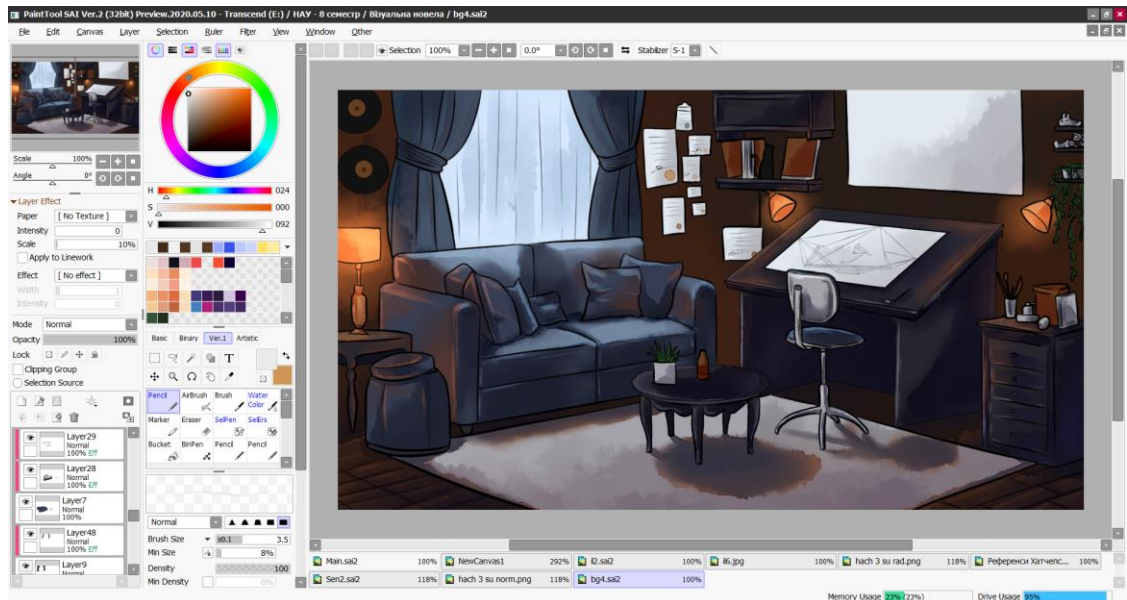 PaintTool SAI Ver.2 (32bit) Preview.2020.05.10 - Transcend (E:) / НАУ - 8 семестр / Візуальна новела / bg4.sai2
File Edit Canvas Layer Selection Ruler Filter View Window Other
Selection 100% 0.0° Stabilizer S-1
Scale 100%
Angle 0°
Layer Effect
Paper [ No Texture ]
Intensity 0
Scale 10%
Apply to Linework
Effect [ No effect ]
Width 1
Intensity 0
Mode Normal
Opacity 100%
Lock
Clipping Group
Selection Source
Layer29
Normal
100% Eff
Layer28
Normal
100% Eff
Layer7
Normal
100%
Layer48
Normal
100% Eff
Layer9
Normal
H 024
S 000
V 092
Basic Binary Ver.1 Artistic
T
Pencil AirBrush Brush Water Color
Marker Eraser SelPen SelErs
Bucket BinPen Pencil Pencil
Normal
Brush Size x0.1 3.5
Min Size 8%
Density 100
Min Density 0%
Main.sai2 100% NewCanvas1 292% il2.sai2 100% il6.jpg 100% hach 3 su rad.png 118% Референси Хатчепс... 100%
Sen2.sai2 118% hach 3 su norm.png 118% bg4.sai2 100%
Memory Usage 23% (23%) Drive Usage 95%